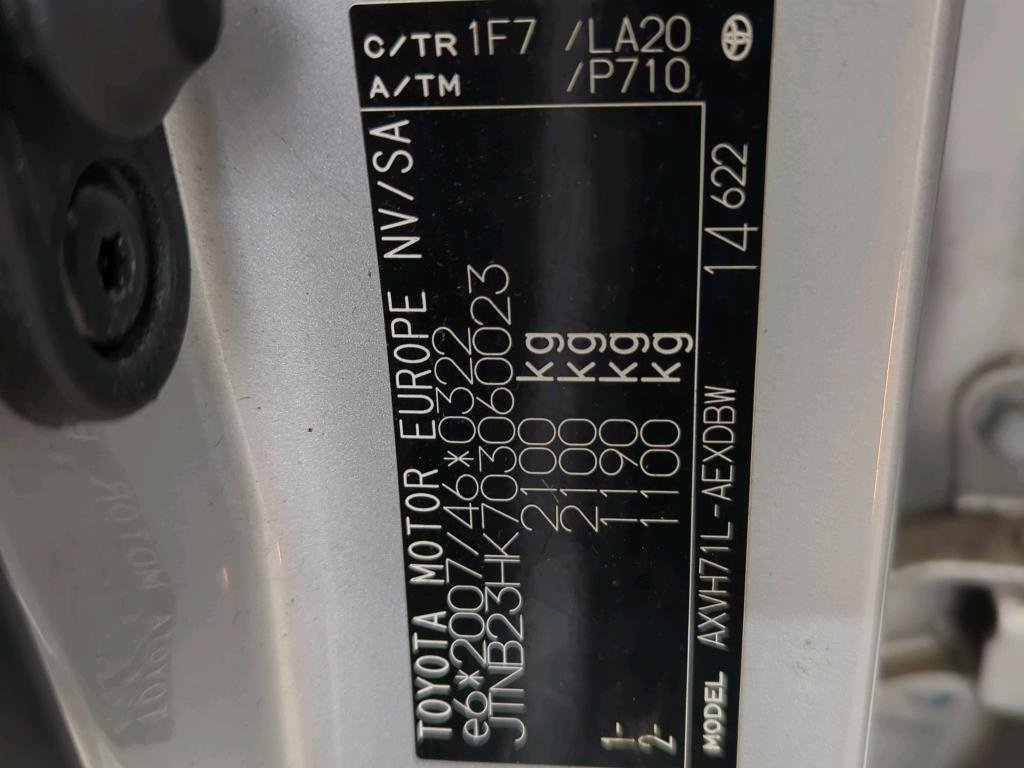 TOYOTA MOTOR EUROPE NV/SA
e6*2007/46*0322
JTNB23HK703060023
2100 kg
2100 kg
1- 1190 kg
2- 1100 kg
MODEL AXVH71L-AEXDBW
14 622
C/TR 1F7 /LA20
A/TM /P710